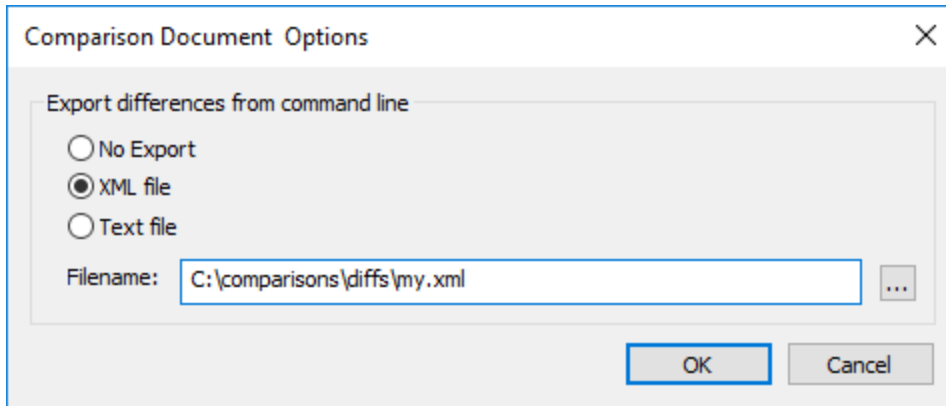 Comparison Document  Options
Export differences from command line
No Export
XML file
Text file
Filename: C:\comparisons\diffs\my.xml ...
OK Cancel